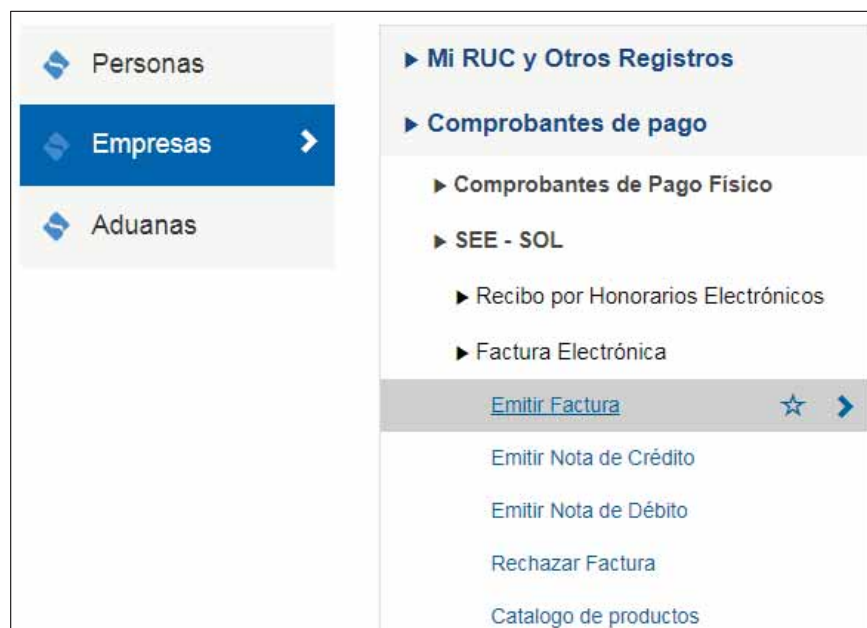 Personas
Empresas
Aduanas
Mi RUC y Otros Registros
Comprobantes de pago
Comprobantes de Pago Físico
SEE - SOL
Recibo por Honorarios Electrónicos
Factura Electrónica
Emitir Factura
Emitir Nota de Crédito
Emitir Nota de Débito
Rechazar Factura
Catalogo de productos